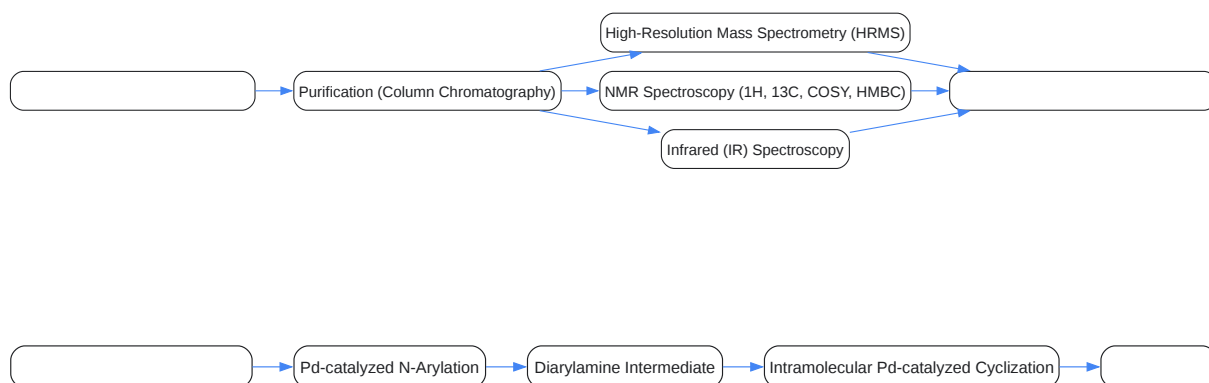 High-Resolution Mass Spectrometry (HRMS)
Purification (Column Chromatography)
NMR Spectroscopy (1H, 13C, COSY, HMBC)
Infrared (IR) Spectroscopy
Pd-catalyzed N-Arylation
Diarylamine Intermediate
Intramolecular Pd-catalyzed Cyclization